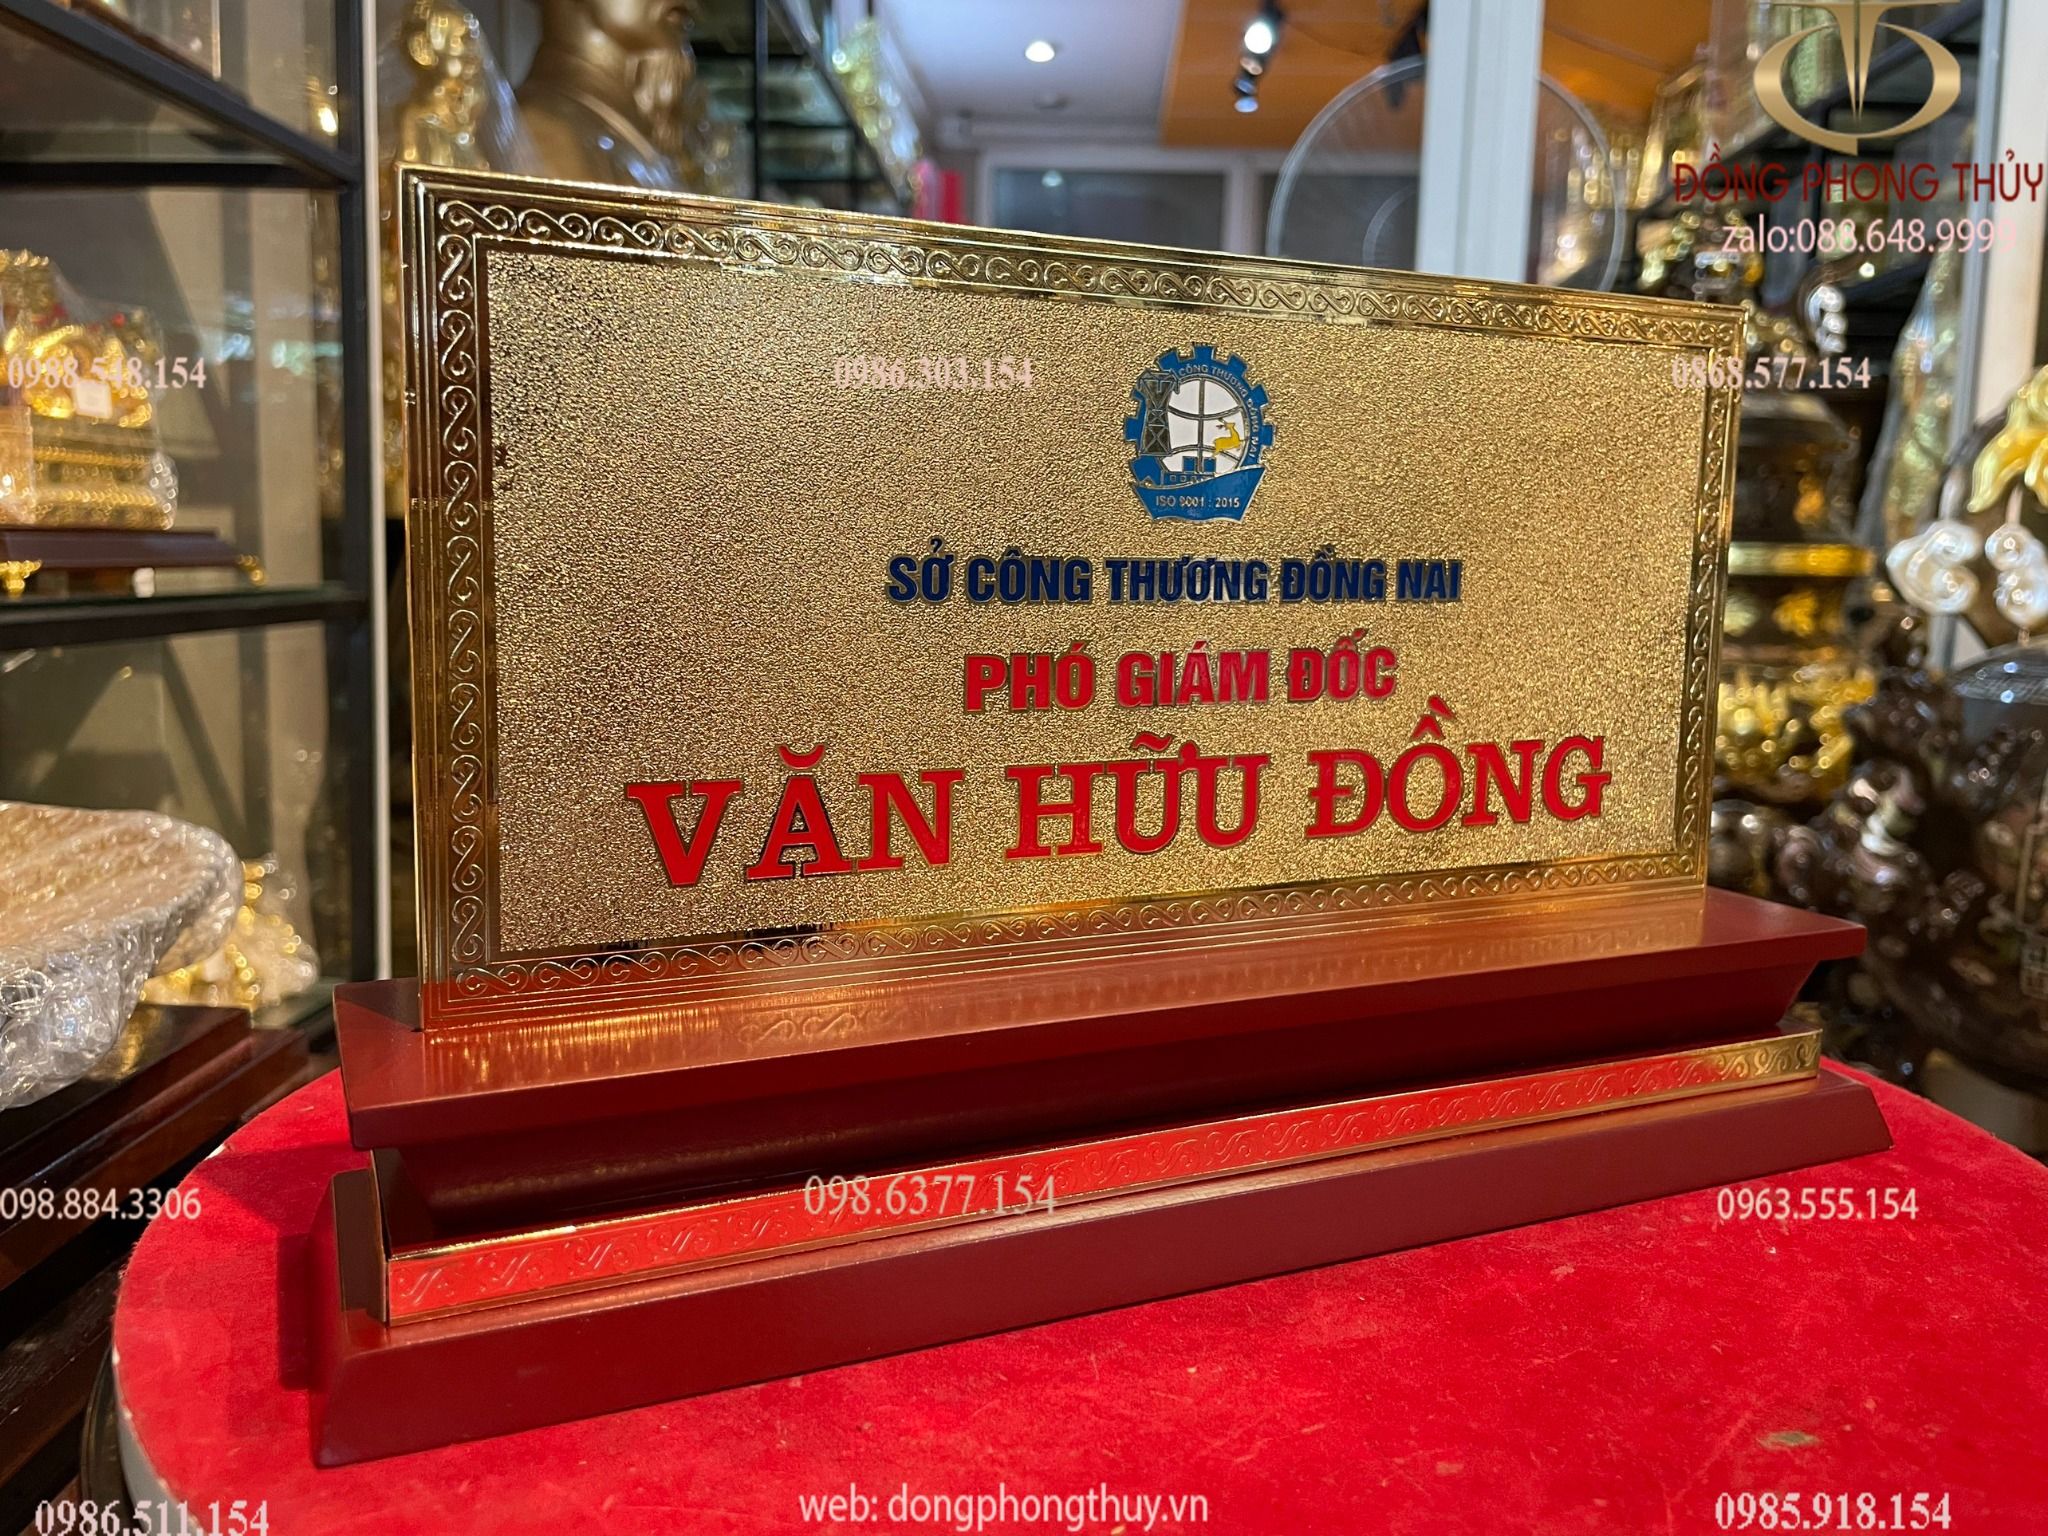 ĐỒNG PHONG THỦY
zalo:088.648.9999
0988.548.154
0986.303.154
0868.577.154
CÔNG THƯƠNG ĐỒNG NAI
ISO 9001 : 2015
SỞ CÔNG THƯƠNG ĐỒNG NAI
PHÓ GIÁM ĐỐC
VĂN HỮU ĐỒNG
098.884.3306
098.6377.154
0963.555.154
0986.511.154
web: dongphongthuy.vn
0985.918.154